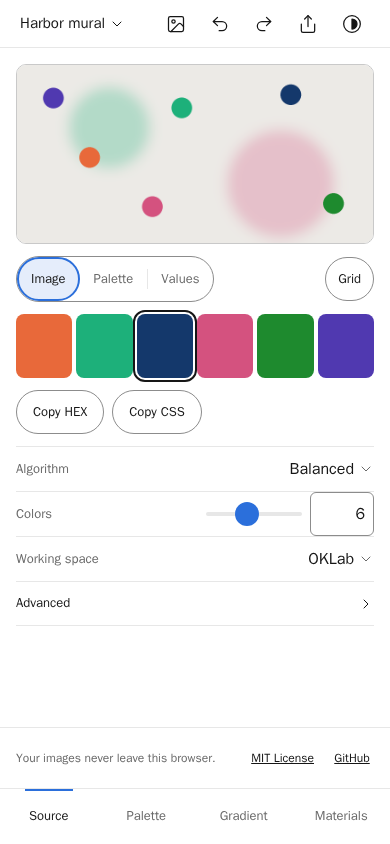 Harbor mural
Image Palette Values Grid
Copy HEX Copy CSS
Algorithm Balanced
Colors 6
Working space OKLab
Advanced
Your images never leave this browser. MIT License GitHub
Source Palette Gradient Materials